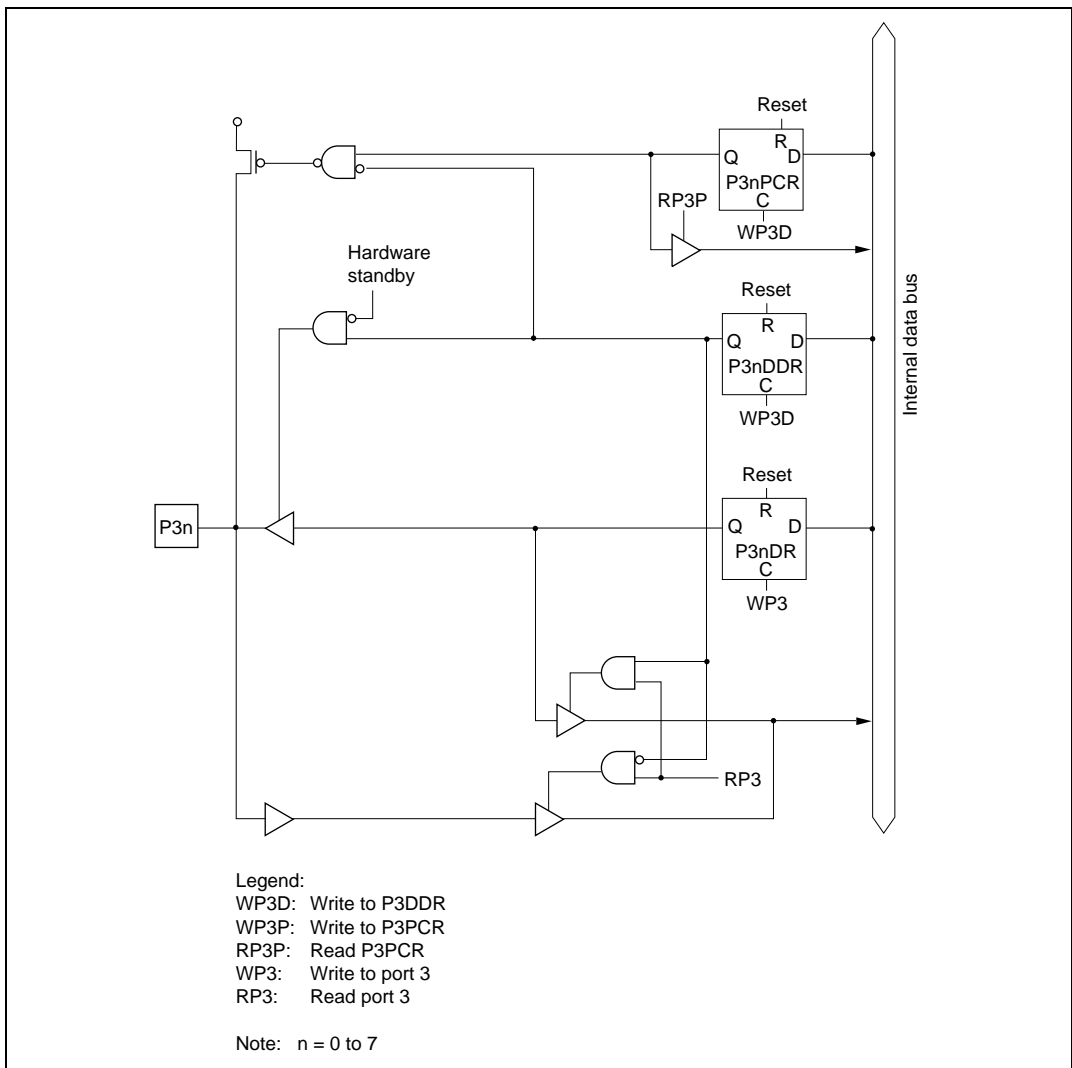 Reset
R
Q D
P3nPCR
C
RP3P
WP3D
Hardware
standby
Reset
R
Q D
P3nDDR
C
WP3D
Internal data bus
Reset
R
P3n
Q D
P3nDR
C
WP3
RP3
Legend:
WP3D: Write to P3DDR
WP3P: Write to P3PCR
RP3P: Read P3PCR
WP3: Write to port 3
RP3: Read port 3
Note: n = 0 to 7